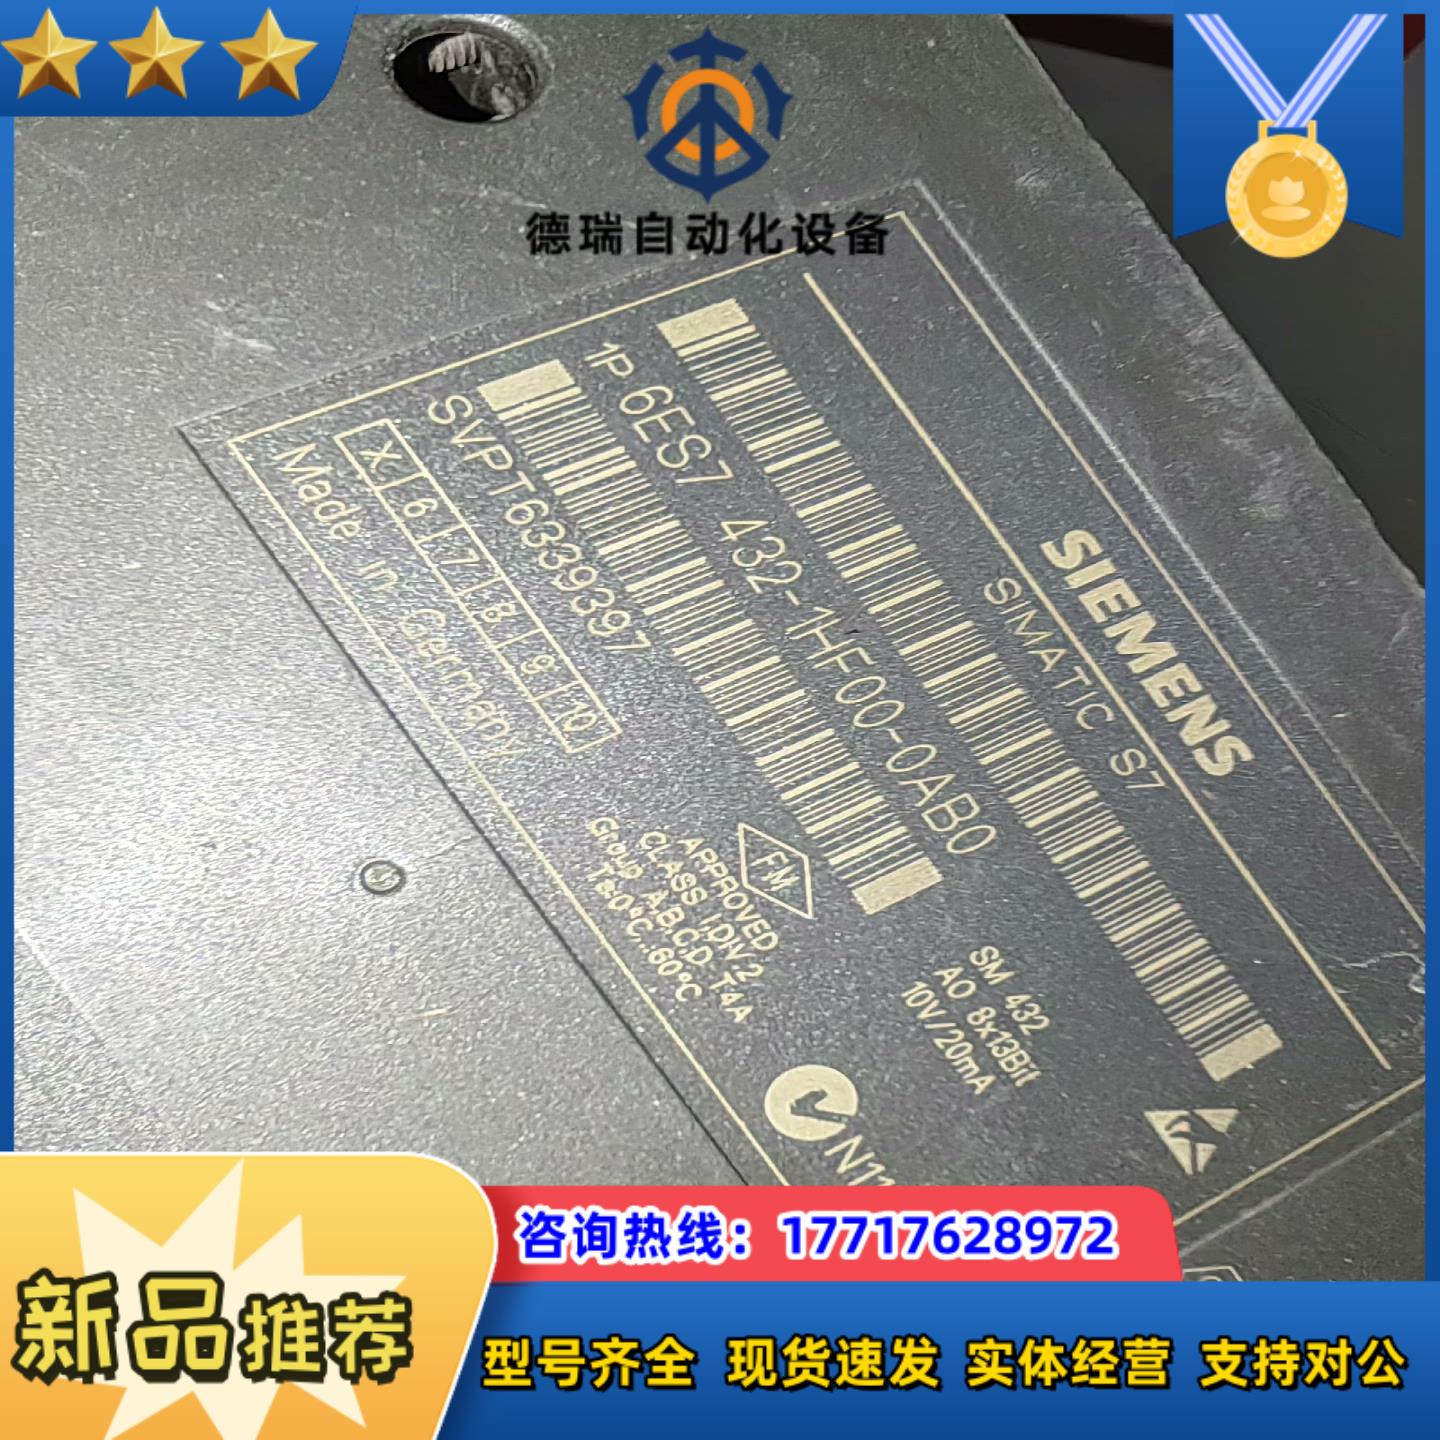 德瑞自动化设备
SIEMENS
SIMATIC S7
1P 6ES7 432-1HF00-0AB0
SVPT6339397
X 6 7 8 9 10
Made in Germany
FM
APPROVED
CLASS I,DIV.2
Goup A.B.C.D T4A
Ta:0°C...60°C
SM 432
AO 8x13Bit
10V/20mA
N11
咨询热线：17717628972
新品推荐
型号齐全 现货速发 实体经营 支持对公